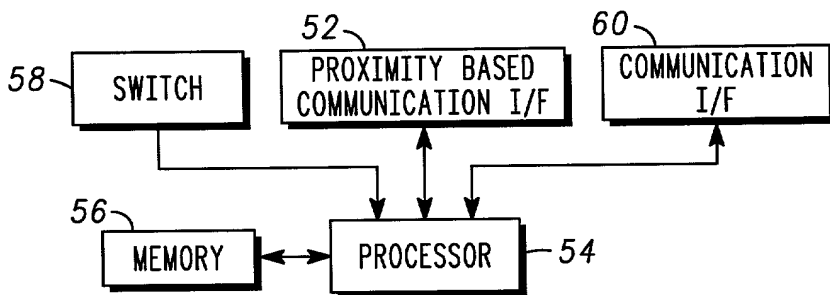 52
60
58
SWITCH
PROXIMITY BASED
COMMUNICATION I/F
COMMUNICATION
I/F
56
MEMORY
PROCESSOR
54